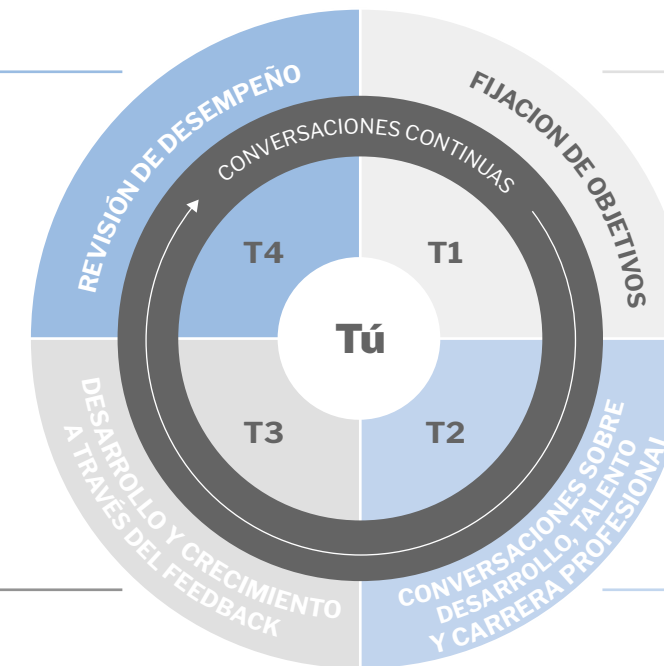 REVISIÓN DE DESEMPEÑO
FIJACION DE OBJETIVOS
CONVERSACIONES CONTINUAS
T4
T1
Tú
T3
T2
DESARROLLO Y CRECIMIENTO
A TRAVÉS DEL FEEDBACK
CONVERSACIONES SOBRE
DESARROLLO, TALENTO
Y CARRERA PROFESIONAL